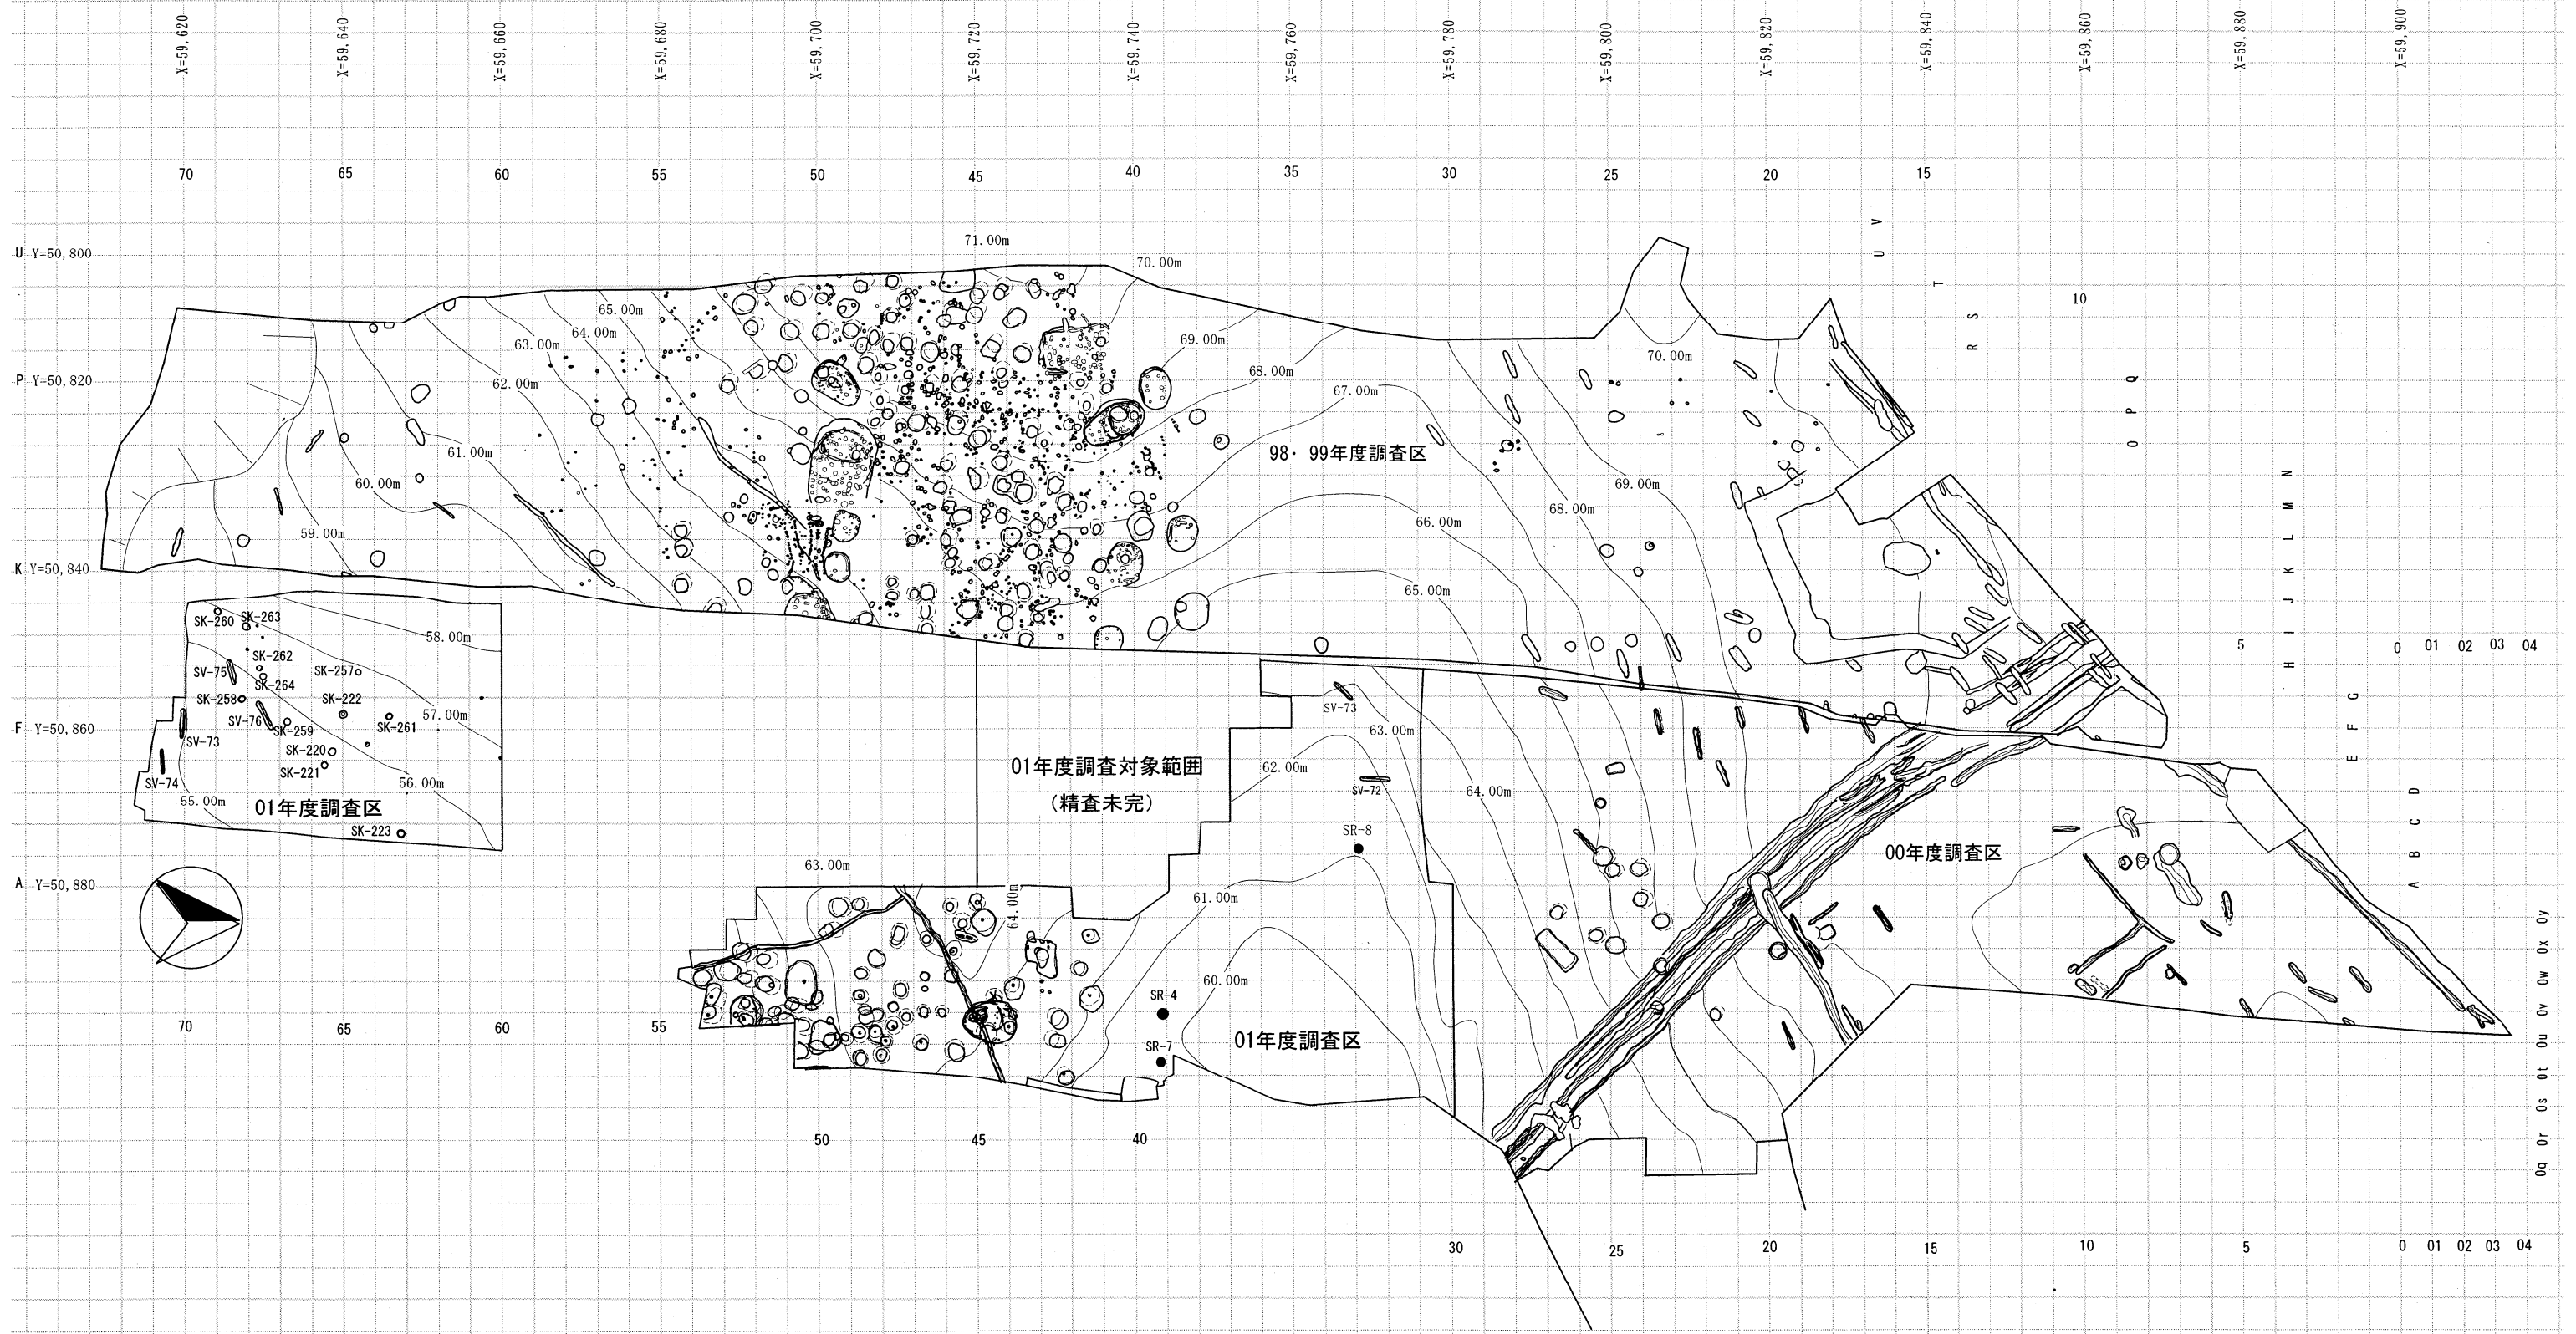 X=59,620
X=59,640
X=59,660
X=59,680
X=59,700
X=59,720
X=59,740
X=59,760
X=59,780
X=59,800
X=59,820
X=59,840
X=59,860
X=59,880
X=59,900
70 65 60 55 50 45 40 35 30 25 20 15
10
5
0 01 02 03 04
U Y=50,800
P Y=50,820
K Y=50,840
F Y=50,860
A Y=50,880
V
U
T
S
R
Q
P
O
N
M
L
K
J
I
H
G
F
E
D
C
B
A
0y
0x
0w
0v
0u
0t
0s
0r
0q
71.00m
70.00m
69.00m
68.00m
67.00m
66.00m
65.00m
65.00m
64.00m
63.00m
62.00m
61.00m
60.00m
59.00m
70.00m
69.00m
68.00m
98・99年度調査区
SK-260
SK-263
58.00m
SK-262
SV-75
SK-264
SK-257
SK-258
SK-222
SV-76
SK-259
SK-261
57.00m
SV-73
SK-220
SK-221
SV-74
56.00m
55.00m
01年度調査区
SK-223
01年度調査対象範囲
(精査未完)
SV-73
63.00m
62.00m
SV-72
64.00m
SR-8
00年度調査区
63.00m
64.00m
61.00m
60.00m
SR-4
SR-7
01年度調査区
70 65 60 55
50 45 40
30 25 20 15 10 5 0 01 02 03 04